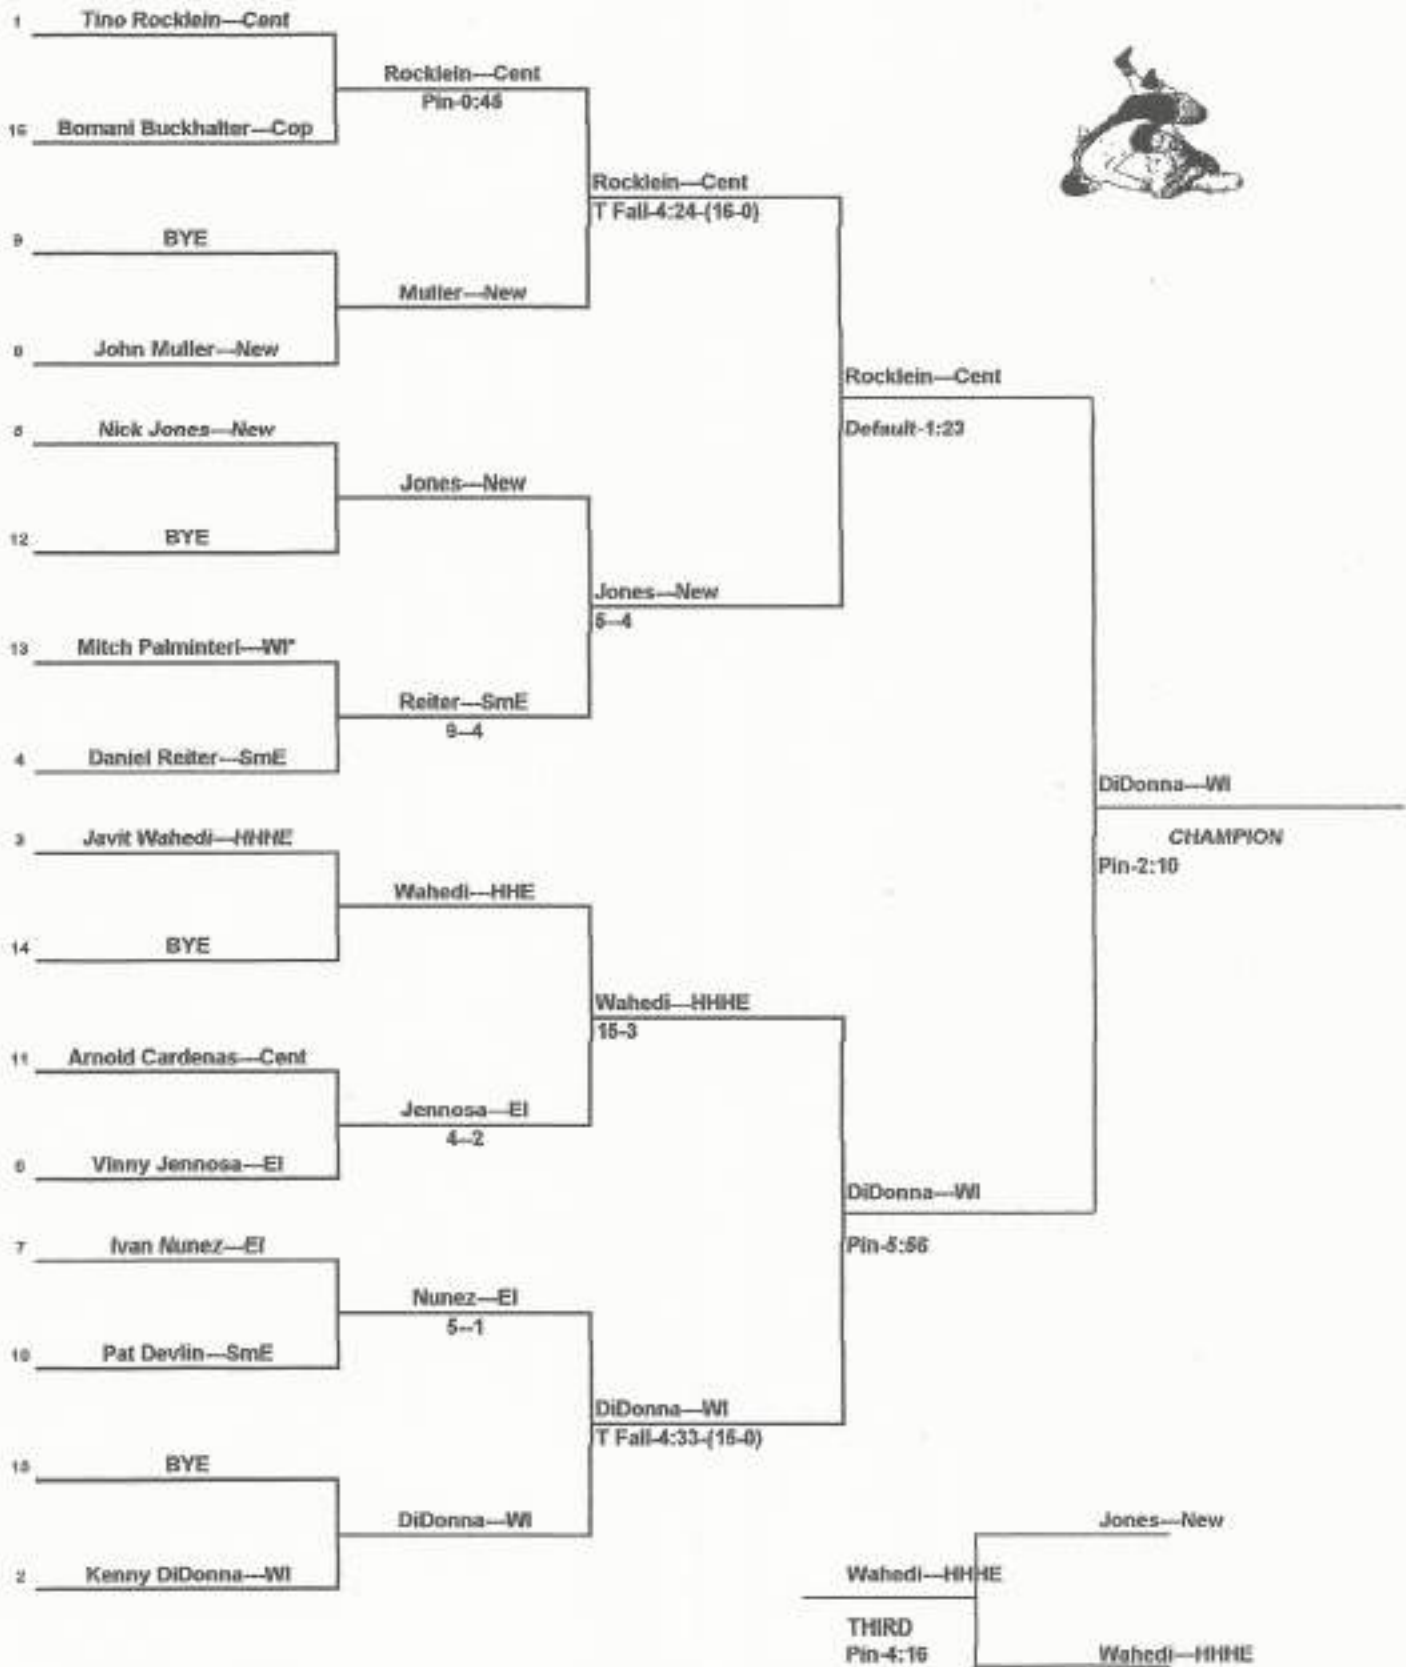 1 Tino Rocklein---Cent
Rocklein---Cent
Pin-0:48
16 Bomani Buckhalter---Cop
Rocklein---Cent
T Fall-4:24-(16-0)
9 BYE
Muller---New
8 John Muller---New
Rocklein---Cent
Default-1:23
5 Nick Jones---New
Jones---New
12 BYE
Jones---New
5--4
13 Mitch Palminteri---WI*
Reiter---SmE
9--4
4 Daniel Reiter---SmE
DiDonna---WI
CHAMPION
Pin-2:10
3 Javit Wahedi---HHHE
Wahedi---HHE
14 BYE
Wahedi---HHHE
15-3
11 Arnold Cardenas---Cent
Jennosa---EI
4--2
6 Vinny Jennosa---EI
DiDonna---WI
Pin-5:56
7 Ivan Nunez---EI
Nunez---EI
5--1
10 Pat Devlin---SmE
DiDonna---WI
T Fall-4:33-(15-0)
15 BYE
DiDonna---WI
2 Kenny DiDonna---WI
Jones---New
Wahedi---HHHE
THIRD
Pin-4:16
Wahedi---HHHE